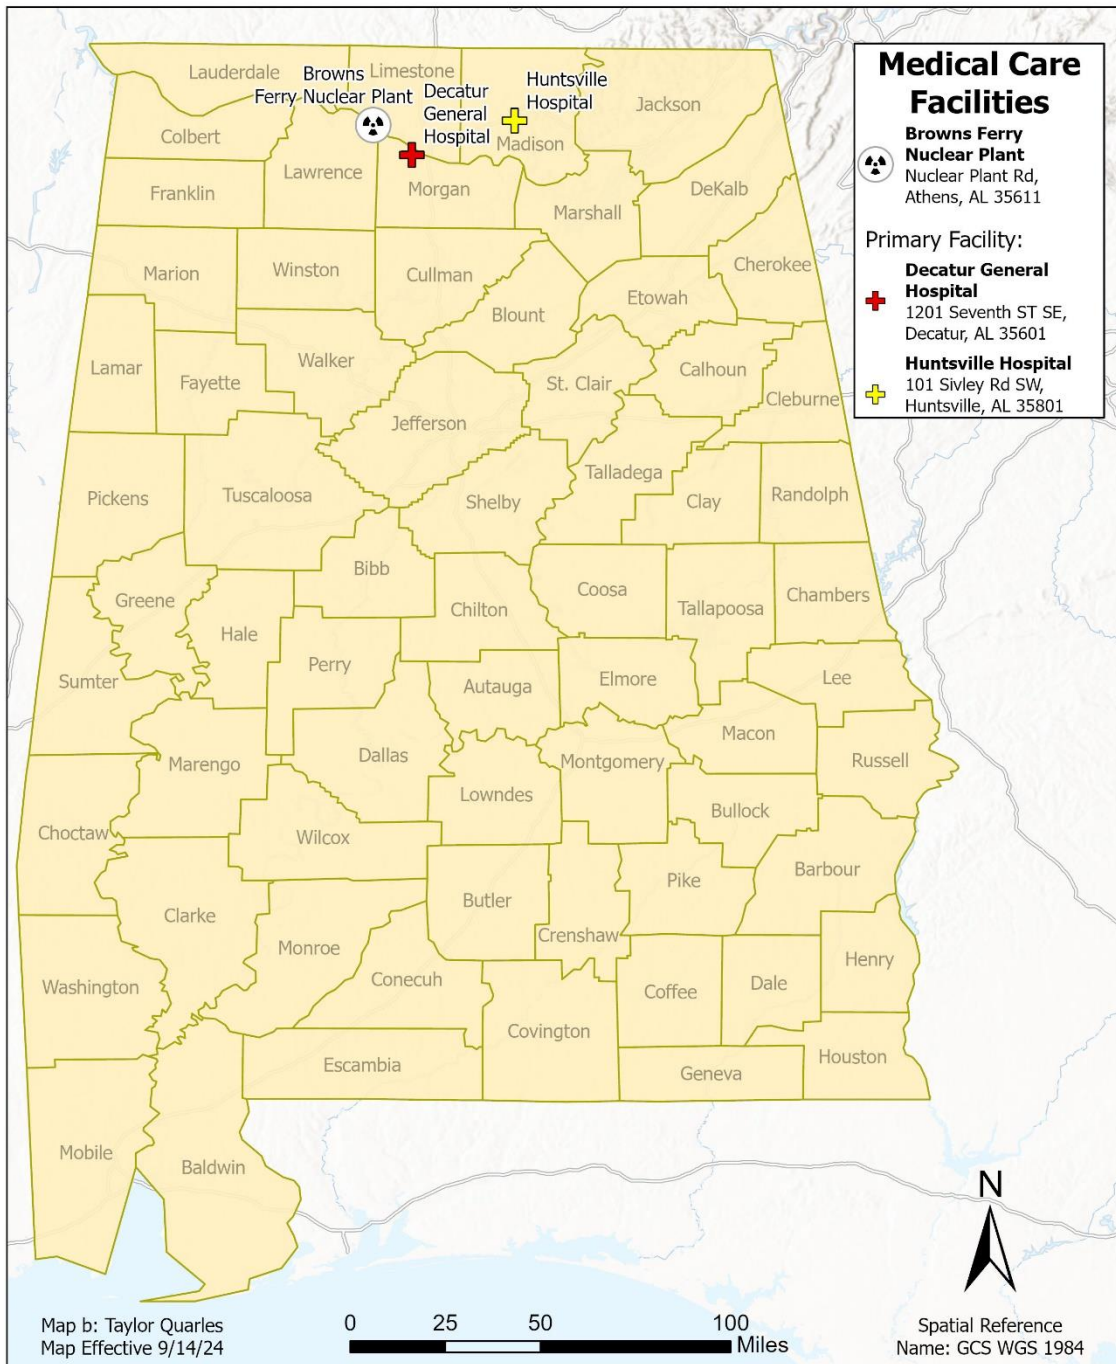 Medical Care
Facilities
Browns Ferry
Nuclear Plant
Nuclear Plant Rd,
Athens, AL 35611
Primary Facility:
Decatur General
Hospital
1201 Seventh ST SE,
Decatur, AL 35601
Huntsville Hospital
101 Sivley Rd SW,
Huntsville, AL 35801
Lauderdale
Browns
Ferry Nuclear Plant
Limestone
Decatur
General
Hospital
Huntsville
Hospital
Jackson
Colbert
Madison
Lawrence
Franklin
Morgan
DeKalb
Marshall
Marion
Winston
Cullman
Cherokee
Etowah
Blount
Lamar
Fayette
Walker
St. Clair
Calhoun
Cleburne
Jefferson
Pickens
Tuscaloosa
Shelby
Talladega
Clay
Randolph
Bibb
Greene
Hale
Chilton
Coosa
Tallapoosa
Chambers
Sumter
Perry
Autauga
Elmore
Lee
Marengo
Dallas
Montgomery
Macon
Russell
Choctaw
Wilcox
Lowndes
Bullock
Clarke
Butler
Pike
Barbour
Monroe
Crenshaw
Washington
Conecuh
Coffee
Dale
Henry
Covington
Escambia
Geneva
Houston
Mobile
Baldwin
N
Map b: Taylor Quarles
Map Effective 9/14/24
0 25 50 100
Miles
Spatial Reference
Name: GCS WGS 1984